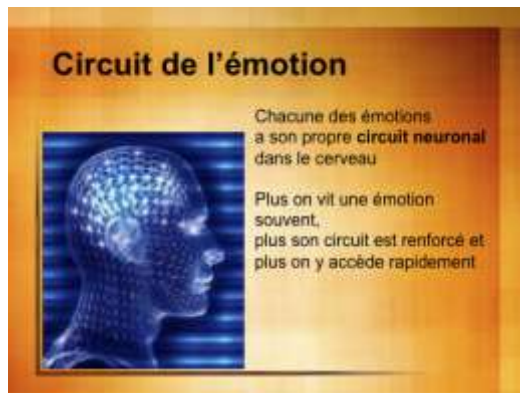 Circuit de l'émotion
Chacune des émotions
a son propre circuit neuronal
dans le cerveau
Plus on vit une émotion
souvent,
plus son circuit est renforcé et
plus on y accède rapidement